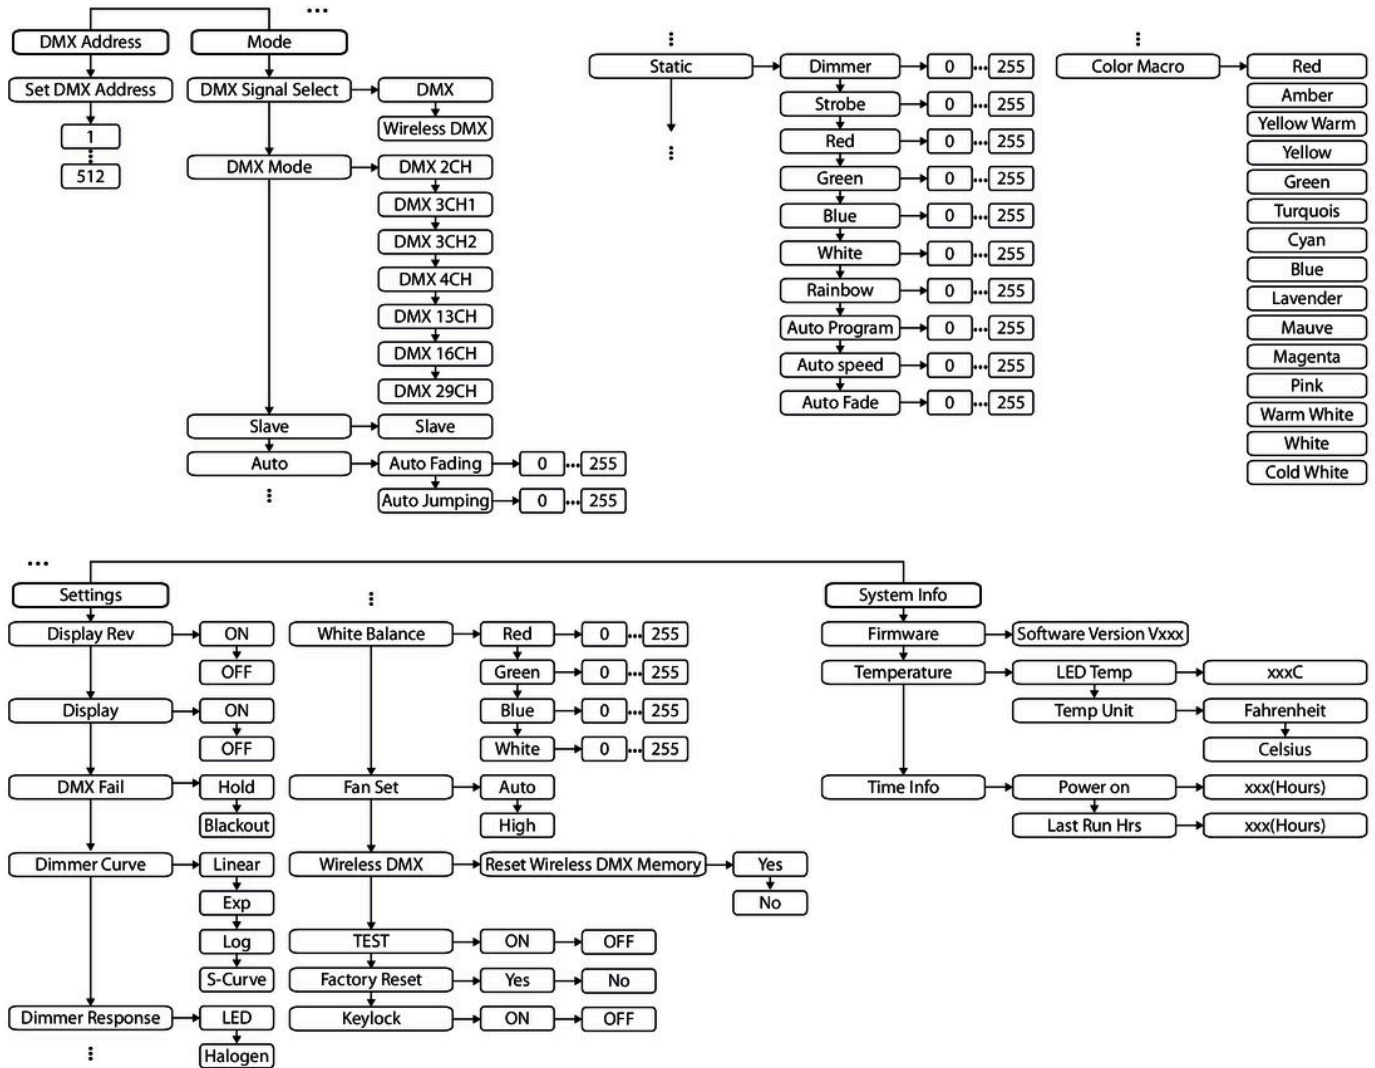 ...
DMX Address
Mode
Set DMX Address
1
512
DMX Signal Select
DMX
Wireless DMX
DMX Mode
DMX 2CH
DMX 3CH1
DMX 3CH2
DMX 4CH
DMX 13CH
DMX 16CH
DMX 29CH
Slave
Slave
Auto
Auto Fading
0 ... 255
Auto Jumping
0 ... 255
Static
Dimmer
0 ... 255
Strobe
0 ... 255
Red
0 ... 255
Green
0 ... 255
Blue
0 ... 255
White
0 ... 255
Rainbow
0 ... 255
Auto Program
0 ... 255
Auto speed
0 ... 255
Auto Fade
0 ... 255
Color Macro
Red
Amber
Yellow Warm
Yellow
Green
Turquois
Cyan
Blue
Lavender
Mauve
Magenta
Pink
Warm White
White
Cold White
...
Settings
Display Rev
ON
OFF
Display
ON
OFF
DMX Fail
Hold
Blackout
Dimmer Curve
Linear
Exp
Log
S-Curve
Dimmer Response
LED
Halogen
White Balance
Red
0 ... 255
Green
0 ... 255
Blue
0 ... 255
White
0 ... 255
Fan Set
Auto
High
Wireless DMX
Reset Wireless DMX Memory
Yes
No
TEST
ON
OFF
Factory Reset
Yes
No
Keylock
ON
OFF
System Info
Firmware
Software Version Vxxx
Temperature
LED Temp
xxxC
Temp Unit
Fahrenheit
Celsius
Time Info
Power on
xxx(Hours)
Last Run Hrs
xxx(Hours)